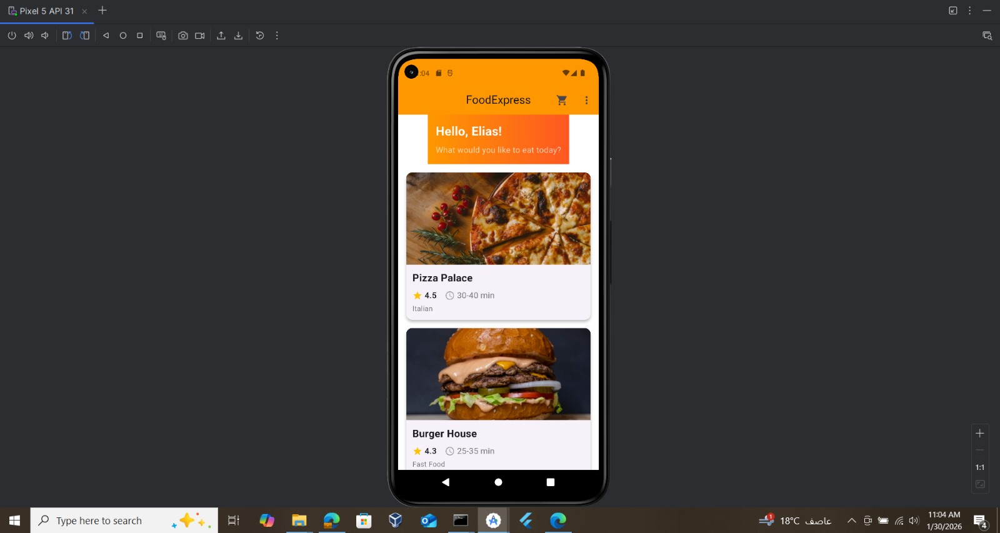 Pixel 5 API 31
:04
FoodExpress
Hello, Elias!
What would you like to eat today?
Pizza Palace
4.5 30-40 min
Italian
Burger House
4.3 25-35 min
Fast Food
1:1
Type here to search
1
18°C عاصف
11:04 AM
1/30/2026
4